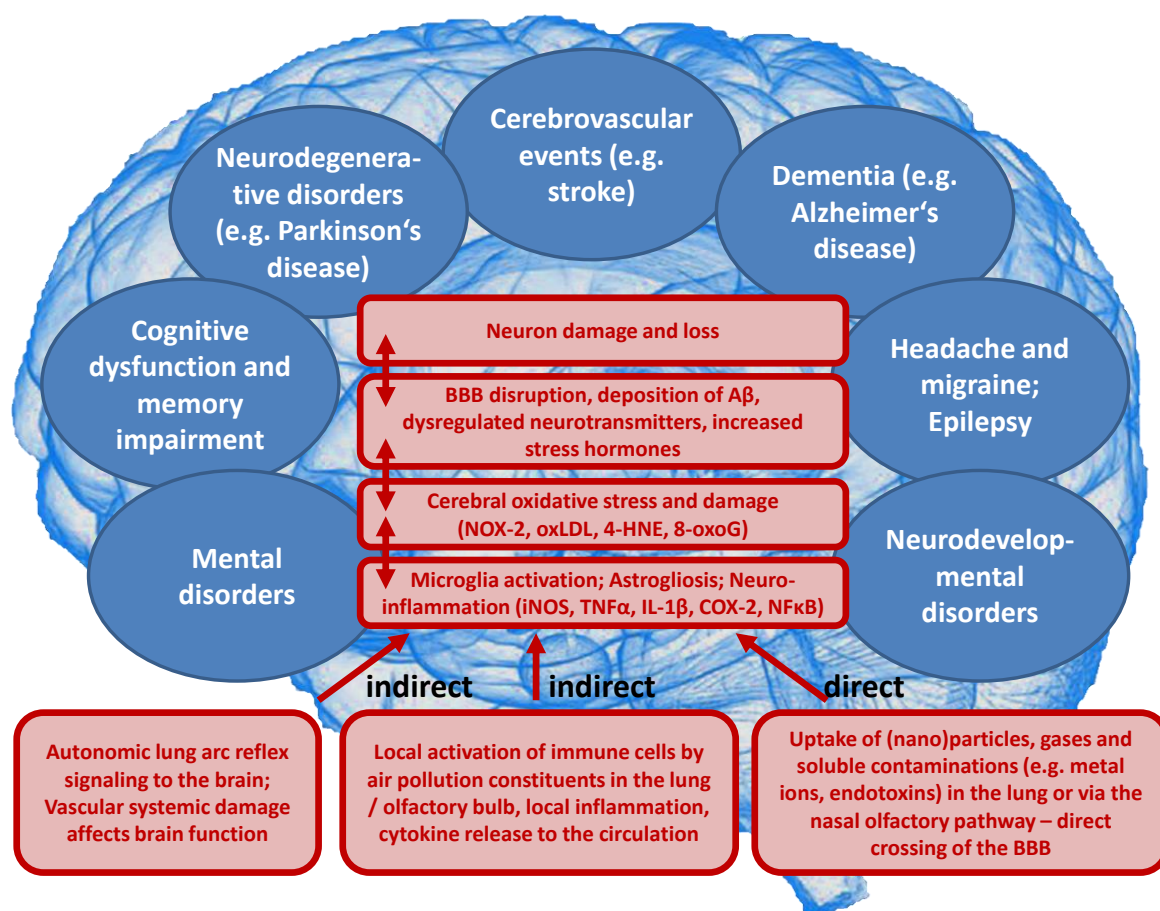 Cerebrovascular
events (e.g.
stroke)
Neurodegenera-
tive disorders
(e.g. Parkinson‘s
disease)
Dementia (e.g.
Alzheimer‘s
disease)
Cognitive
dysfunction and
memory
impairment
Headache and
migraine;
Epilepsy
Mental
disorders
Neurodevelop-
mental
disorders
Neuron damage and loss
BBB disruption, deposition of Aβ,
dysregulated neurotransmitters, increased
stress hormones
Cerebral oxidative stress and damage
(NOX-2, oxLDL, 4-HNE, 8-oxoG)
Microglia activation; Astrogliosis; Neuro-
inflammation (iNOS, TNFα, IL-1β, COX-2, NFκB)
indirect
indirect
direct
Autonomic lung arc reflex
signaling to the brain;
Vascular systemic damage
affects brain function
Local activation of immune cells by
air pollution constituents in the lung
/ olfactory bulb, local inflammation,
cytokine release to the circulation
Uptake of (nano)particles, gases and
soluble contaminations (e.g. metal
ions, endotoxins) in the lung or via the
nasal olfactory pathway – direct
crossing of the BBB